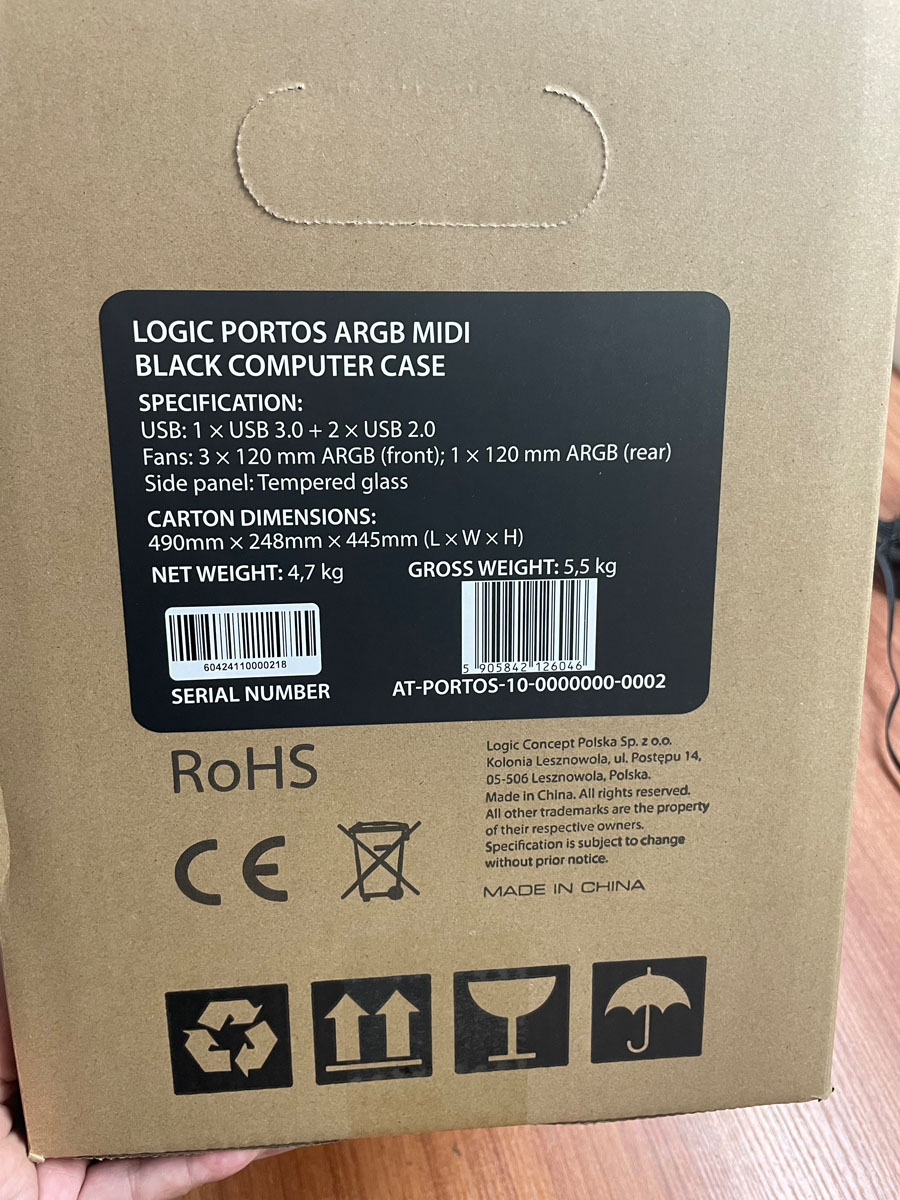 LOGIC PORTOS ARGB MIDI
BLACK COMPUTER CASE
SPECIFICATION:
USB: 1 × USB 3.0 + 2 × USB 2.0
Fans: 3 × 120 mm ARGB (front); 1 × 120 mm ARGB (rear)
Side panel: Tempered glass
CARTON DIMENSIONS:
490mm × 248mm × 445mm (L × W × H)
NET WEIGHT: 4,7 kg
GROSS WEIGHT: 5,5 kg
60424110000218
SERIAL NUMBER
5 905842 126046
AT-PORTOS-10-0000000-0002
RoHS
CE
Logic Concept Polska Sp. z o.o.
Kolonia Lesznowola, ul. Postępu 14,
05-506 Lesznowola, Polska.
Made in China. All rights reserved.
All other trademarks are the property
of their respective owners.
Specification is subject to change
without prior notice.
MADE IN CHINA